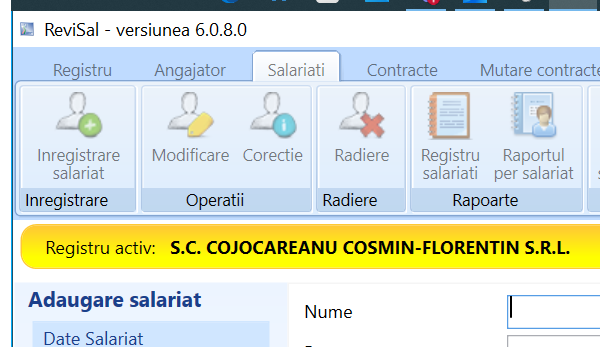 ReviSal - versiunea 6.0.8.0
Registru Angajator Salariati Contracte Mutare contracte
Inregistrare salariat
Modificare Corectie
Radiere
Registru salariati
Raportul per salariat
Inregistrare Operatii Radiere Rapoarte
Registru activ: S.C. COJOCAREANU COSMIN-FLORENTIN S.R.L.
Adaugare salariat
Nume
Date Salariat